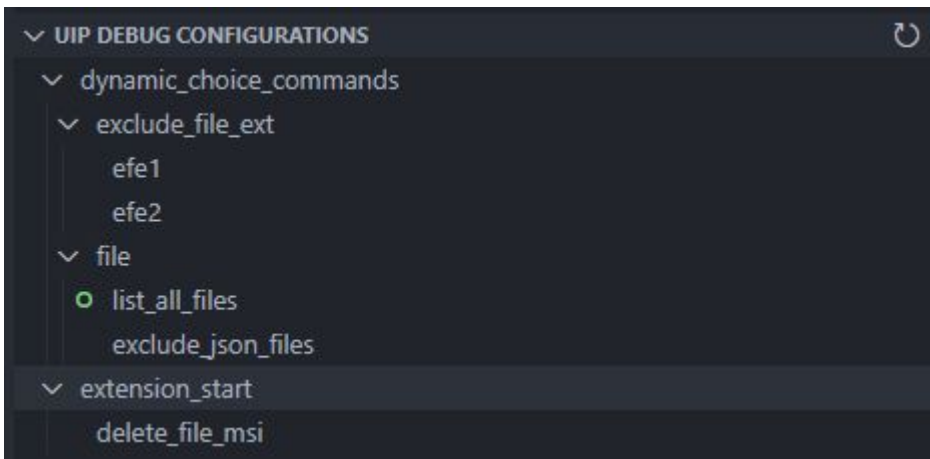 UIP DEBUG CONFIGURATIONS
dynamic_choice_commands
exclude_file_ext
efe1
efe2
file
list_all_files
exclude_json_files
extension_start
delete_file_msi